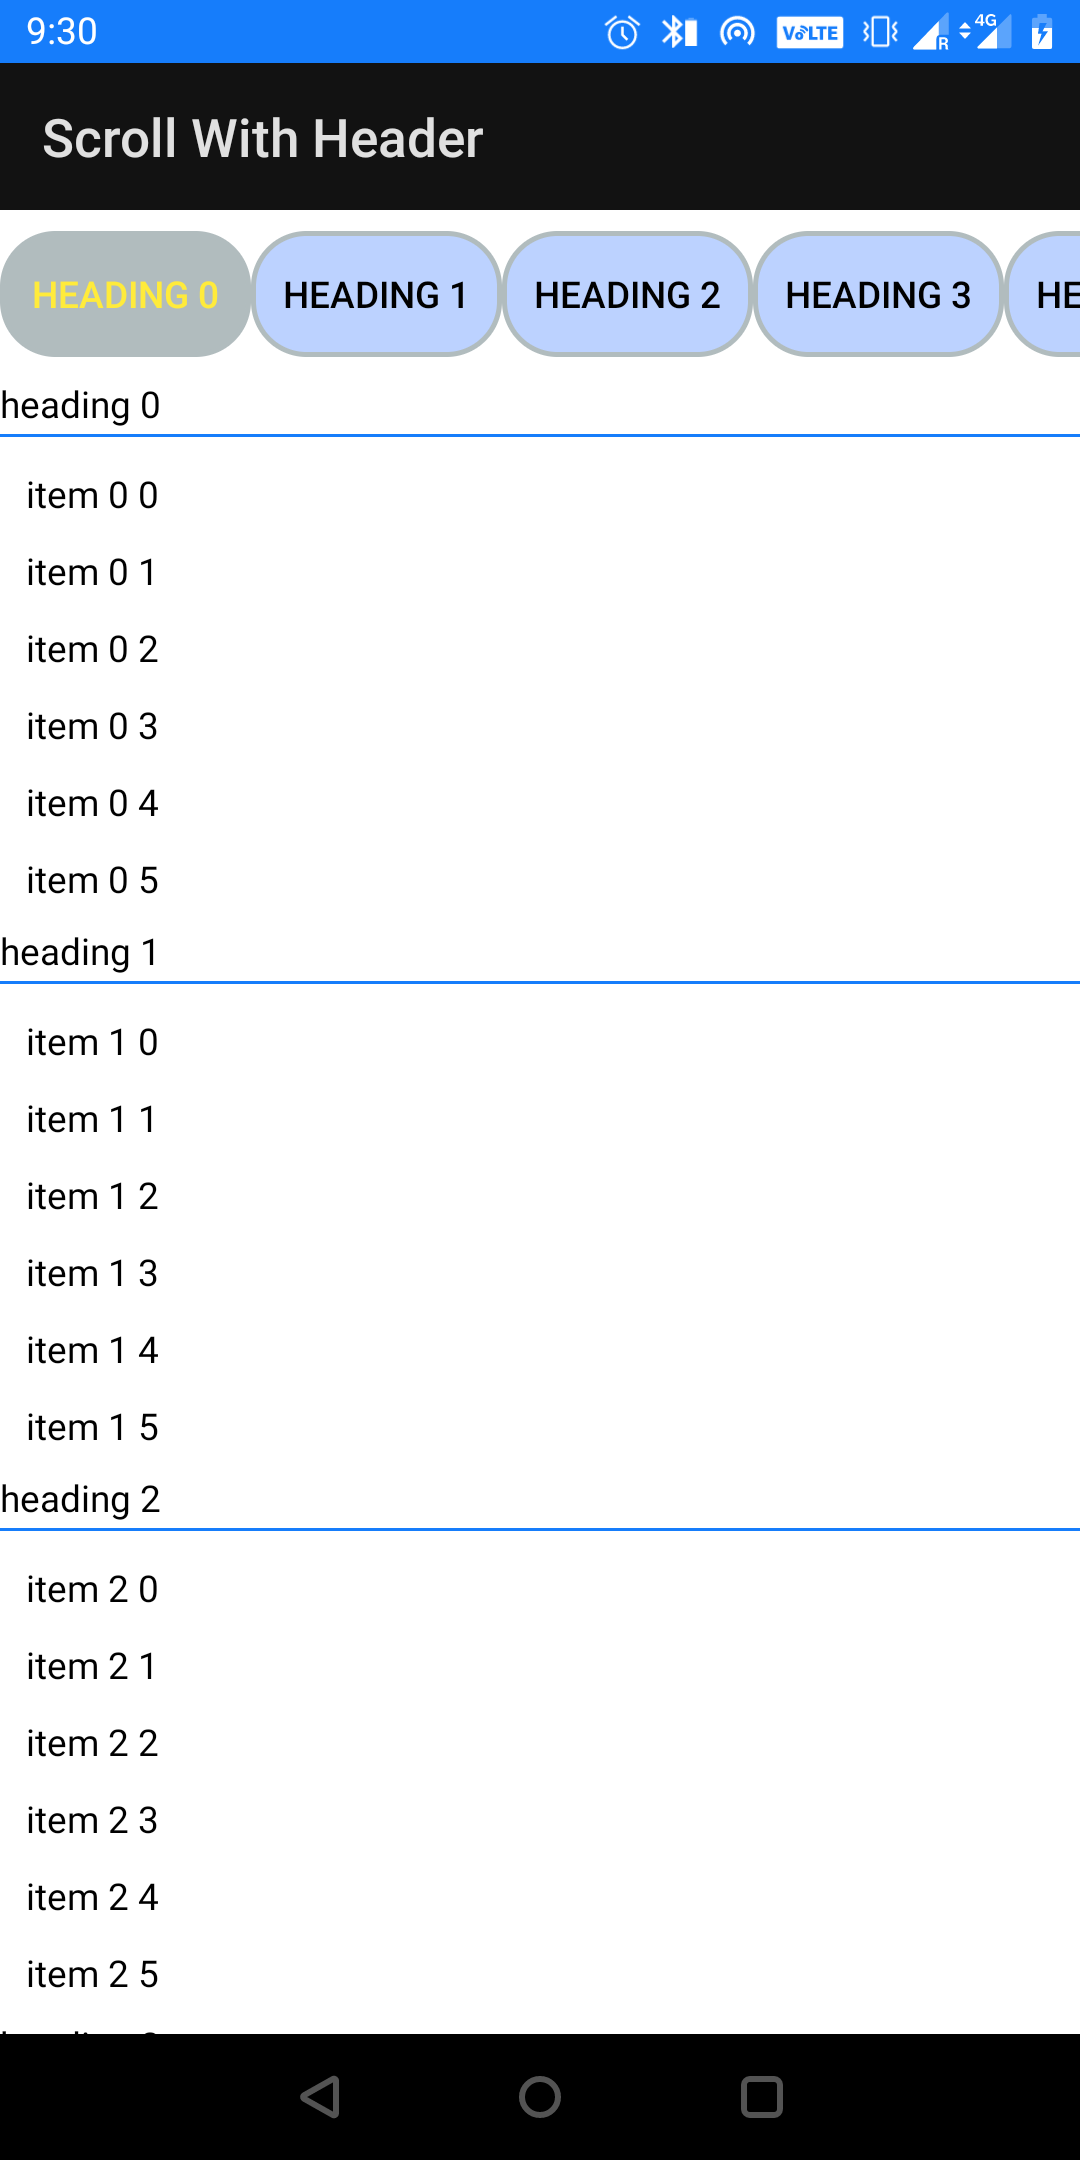 9:30 VoLTE R 4G
Scroll With Header
HEADING 0 HEADING 1 HEADING 2 HEADING 3 HE
heading 0
item 0 0
item 0 1
item 0 2
item 0 3
item 0 4
item 0 5
heading 1
item 1 0
item 1 1
item 1 2
item 1 3
item 1 4
item 1 5
heading 2
item 2 0
item 2 1
item 2 2
item 2 3
item 2 4
item 2 5